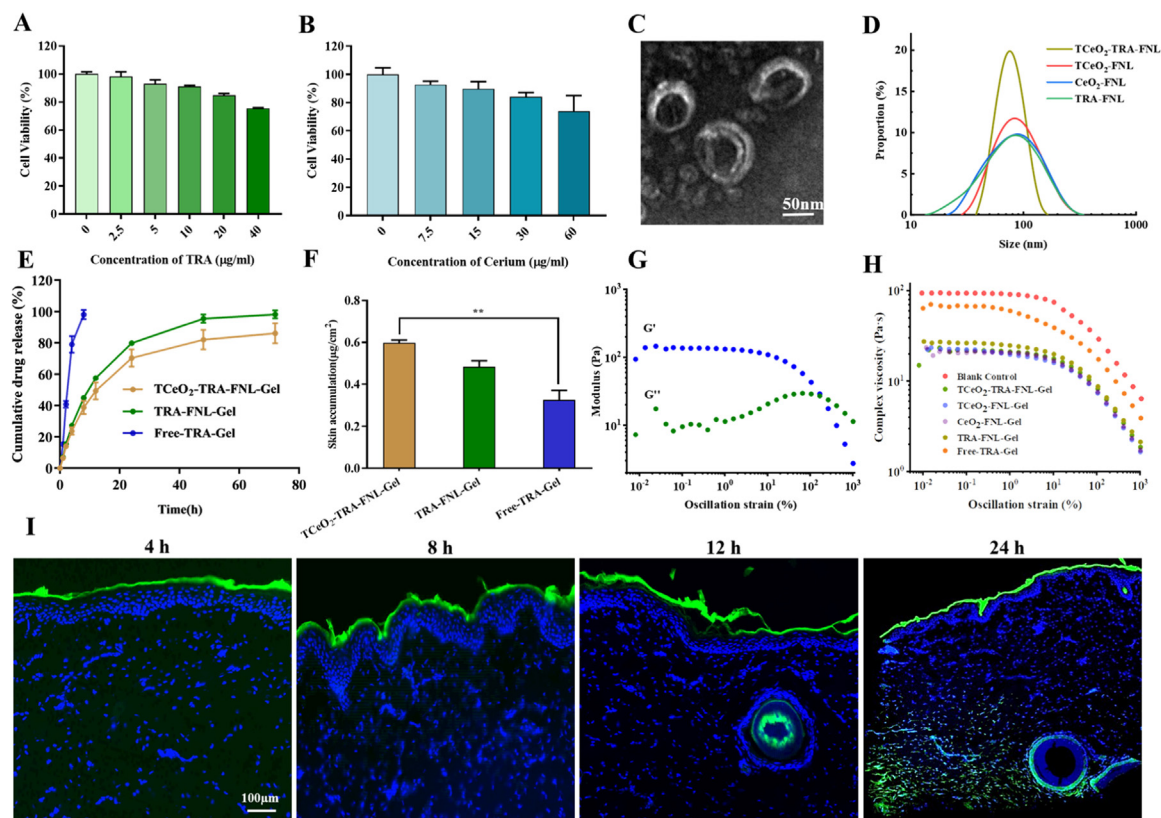 A
Cell Viability (%)
120
100
80
60
40
20
0
0 2.5 5 10 20 40
Concentration of TRA (μg/ml)
B
Cell Viability (%)
120
100
80
60
40
20
0
0 7.5 15 30 60
Concentration of Cerium (μg/ml)
C
50nm
D
Proportion (%)
20
15
10
5
0
10 100 1000
Size (nm)
TCeO₂-TRA-FNL
TCeO₂-FNL
CeO₂-FNL
TRA-FNL
E
Cumulative drug release (%)
120
100
80
60
40
20
0
0 20 40 60 80
Time(h)
TCeO₂-TRA-FNL-Gel
TRA-FNL-Gel
Free-TRA-Gel
F
Skin accumulation(μg/cm²)
0.8
0.6
0.4
0.2
0.0
**
TCeO₂-TRA-FNL-Gel
TRA-FNL-Gel
Free-TRA-Gel
G
Modulus (Pa)
10³
10²
10¹
G'
G''
10⁻² 10⁻¹ 10⁰ 10¹ 10² 10³
Oscillation strain (%)
H
Complex viscosity (Pa·s)
10²
10¹
10⁰
Blank Control
TCeO₂-TRA-FNL-Gel
TCeO₂-FNL-Gel
CeO₂-FNL-Gel
TRA-FNL-Gel
Free-TRA-Gel
10⁻² 10⁻¹ 10⁰ 10¹ 10² 10³
Oscillation strain (%)
I
4 h
8 h
12 h
24 h
100μm